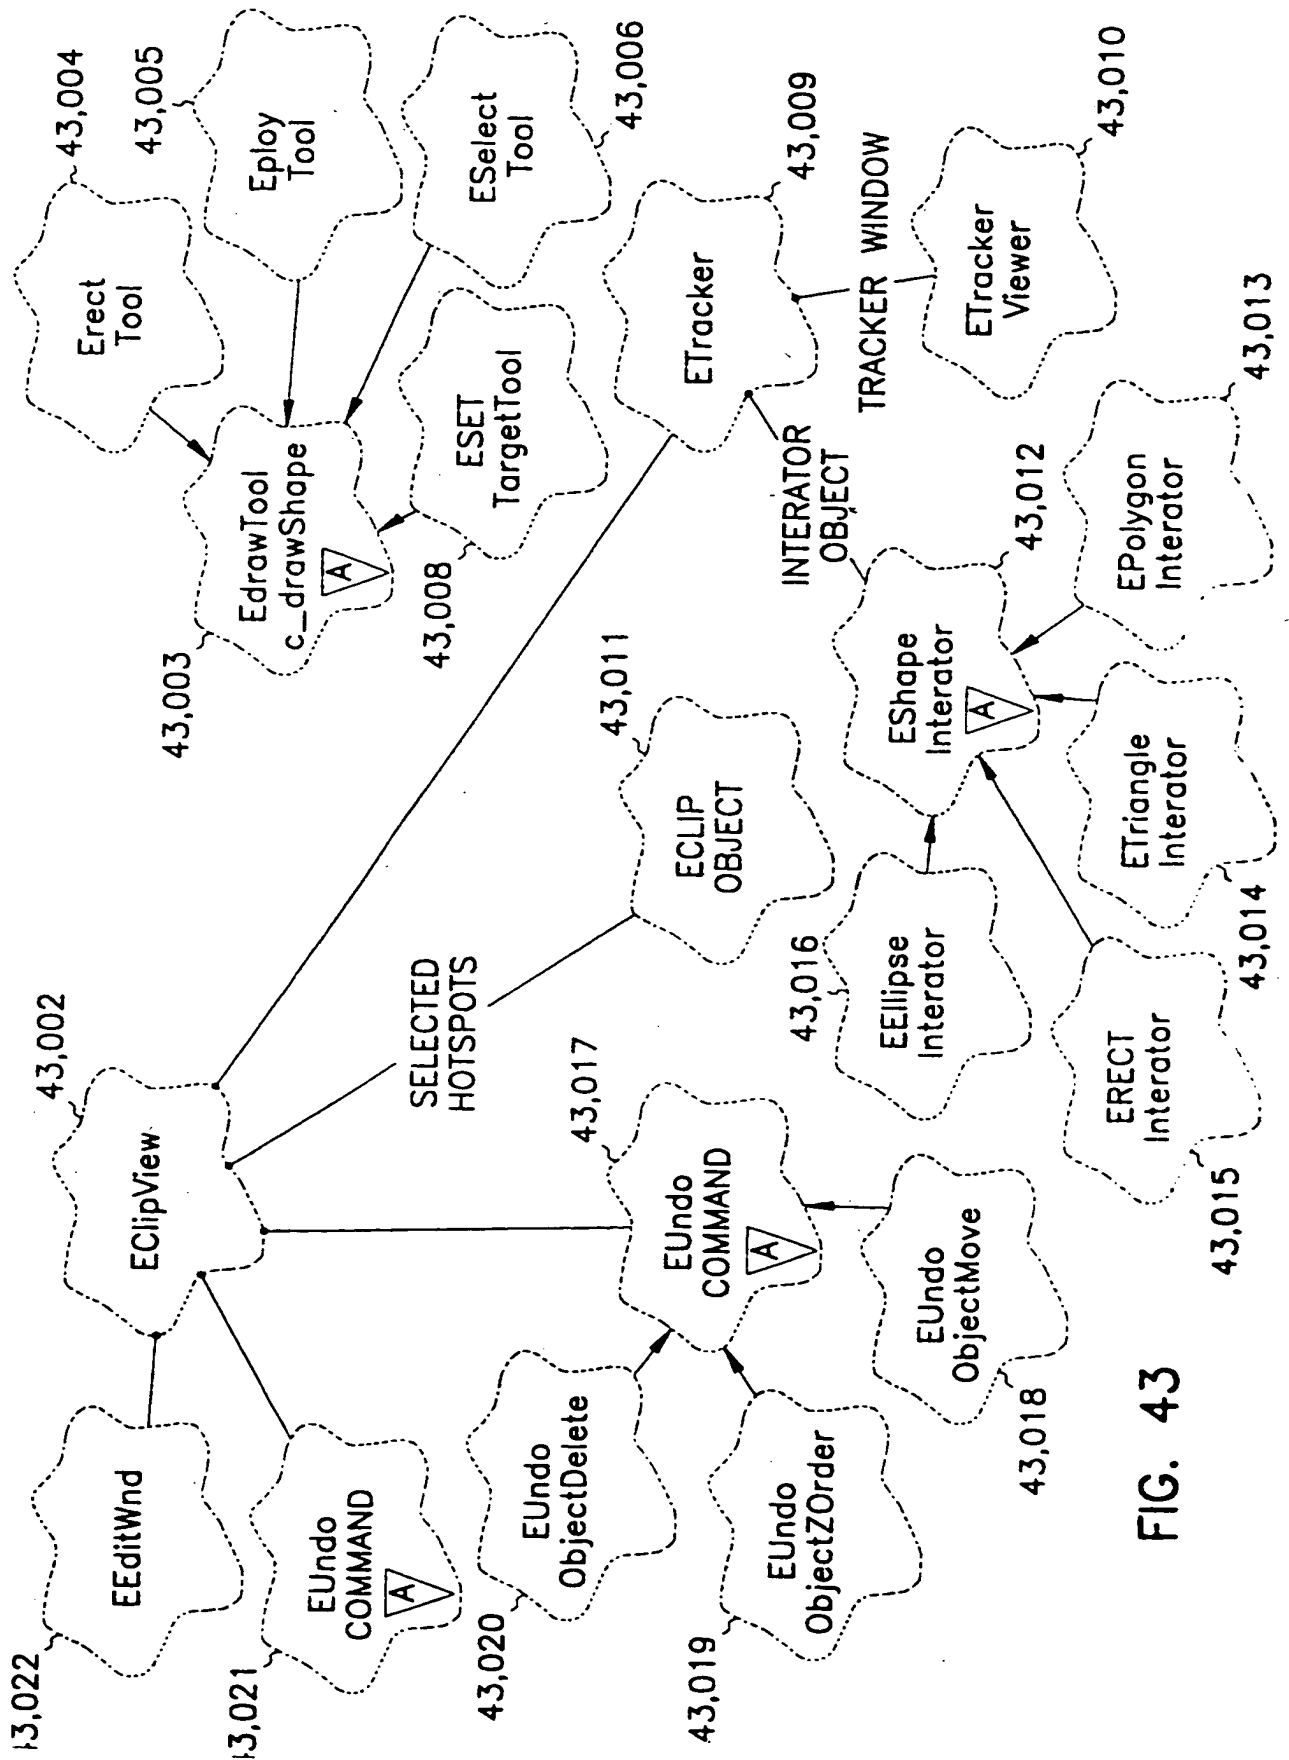 43,002
EClipView
43,022
EEditWnd
43,021
EUndo
COMMAND
A
43,020
EUndo
ObjectDelete
43,019
EUndo
ObjectZOrder
43,018
EUndo
ObjectMove
43,017
EUndo
COMMAND
A
SELECTED
HOTSPOTS
43,011
ECLIP
OBJECT
43,003
EdrawTool
c_drawShape
A
43,004
Erect
Tool
43,005
Eploy
Tool
43,006
ESelect
Tool
43,008
ESET
TargetTool
43,009
ETracker
TRACKER WINDOW
43,010
ETracker
Viewer
INTERATOR
OBJECT
43,012
EShape
Interator
A
43,013
EPolygon
Interator
43,014
ETriangle
Interator
43,015
ERECT
Interator
43,016
EEllipse
Interator
FIG. 43